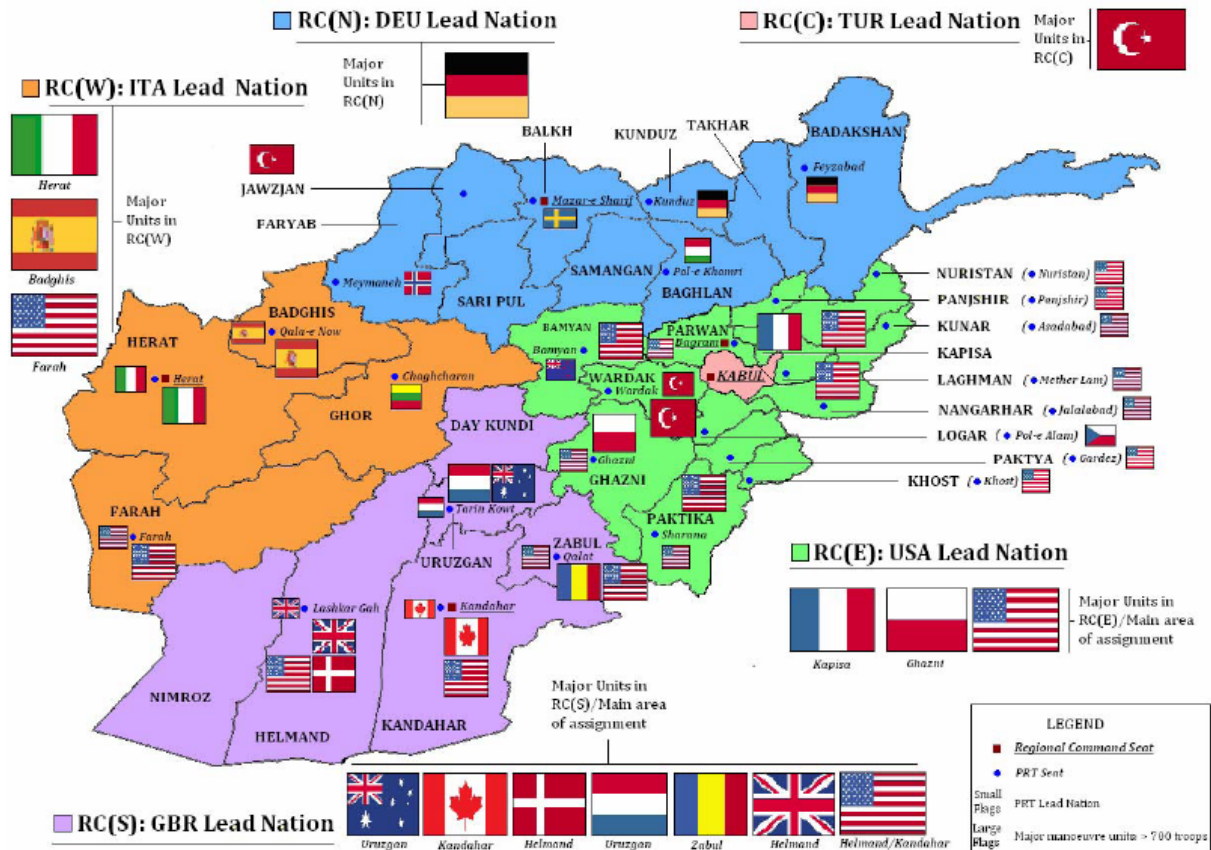 RC(N): DEU Lead Nation
Major
Units in
RC(N)
RC(C): TUR Lead Nation
Major
Units in
RC(C)
RC(W): ITA Lead Nation
Herat
Badghis
Farah
Major
Units in
RC(W)
JAWZJAN
FARYAB
BALKH
KUNDUZ
TAKHAR
BADAKSHAN
Feyzabad
Mazar-e Sharif
Kunduz
Meymaneh
SARI PUL
SAMANGAN
Pol-e Khomri
BAGHLAN
BADGHIS
Qala-e Now
HERAT
Herat
Chaghcharan
GHOR
BAMYAN
Bamyan
PARWAN
Bagram
WARDAK
Wardak
KABUL
NURISTAN (Nuristan)
PANJSHIR (Panjshir)
KUNAR (Asadabad)
KAPISA
LAGHMAN (Mether Lam)
NANGARHAR (Jalalabad)
LOGAR (Pol-e Alam)
PAKTYA (Gardez)
KHOST (Khost)
DAY KUNDI
Ghazni
GHAZNI
PAKTIKA
Sharana
FARAH
Farah
Tarin Kowt
URUZGAN
ZABUL
Qalat
Lashkar Gah
Kandahar
NIMROZ
HELMAND
KANDAHAR
RC(E): USA Lead Nation
Kapisa
Ghazni
Major Units in
RC(E)/Main area
of assignment
Major Units in
RC(S)/Main area
of assignment
RC(S): GBR Lead Nation
Uruzgan
Kandahar
Helmand
Uruzgan
Zabul
Helmand
Helmand/Kandahar
LEGEND
Regional Command Seat
PRT Seat
Small
Flags
PRT Lead Nation
Large
Flags
Major manoeuvre units > 700 troops